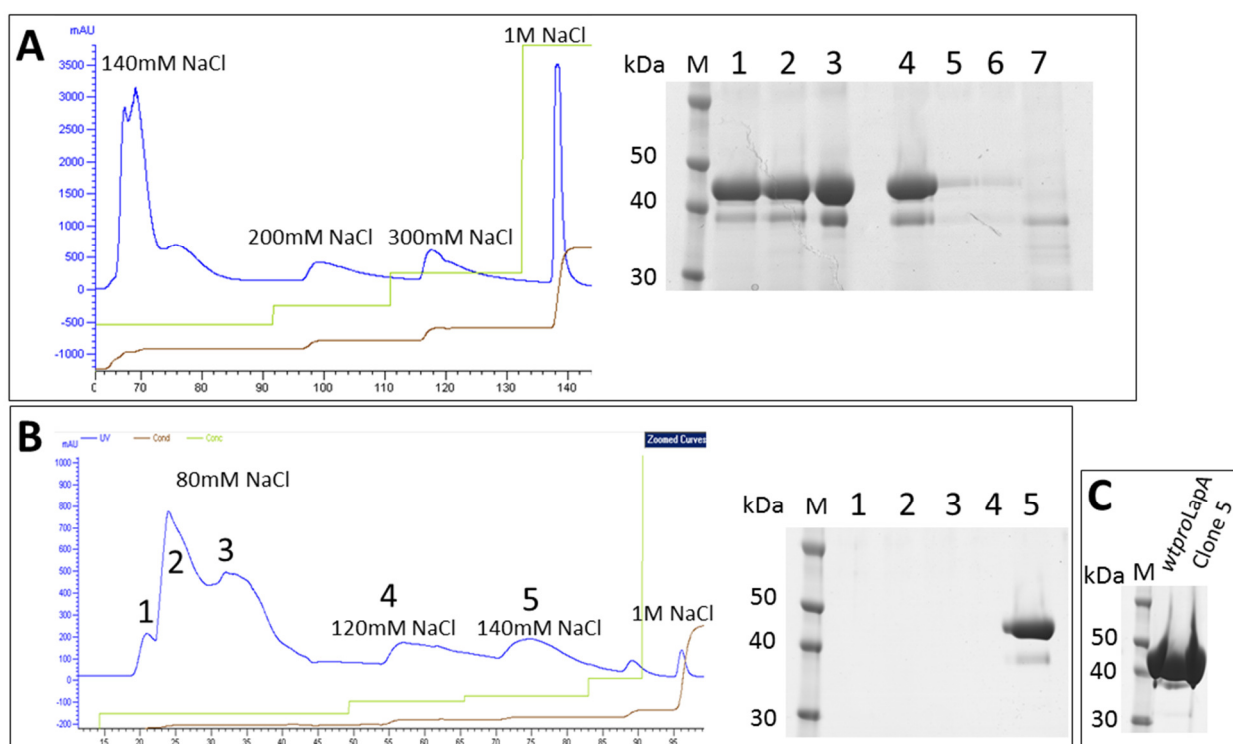 A
mAU
140mM NaCl
200mM NaCl
300mM NaCl
1M NaCl
3500
3000
2500
2000
1500
1000
500
0
-500
-1000
70 80 90 100 110 120 130 140
kDa M 1 2 3 4 5 6 7
50
40
30
B
UV Cond Conc
Zoomed Curves
mAU
80mM NaCl
1000
900
800
700
600
500
400
300
200
100
0
-100
-200
1
2
3
4
120mM NaCl
5
140mM NaCl
1M NaCl
15 20 25 30 35 40 45 50 55 60 65 70 75 80 85 90 95
kDa M 1 2 3 4 5
50
40
30
C
wtproLapA
Clone 5
kDa M
50
40
30